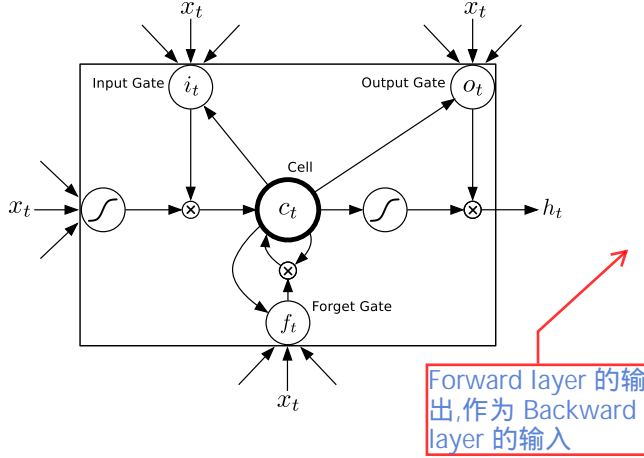 x_t
x_t
Input Gate
i_t
Output Gate
o_t
Cell
x_t
c_t
h_t
Forget Gate
f_t
x_t
Forward layer 的输
出,作为 Backward
layer 的输入